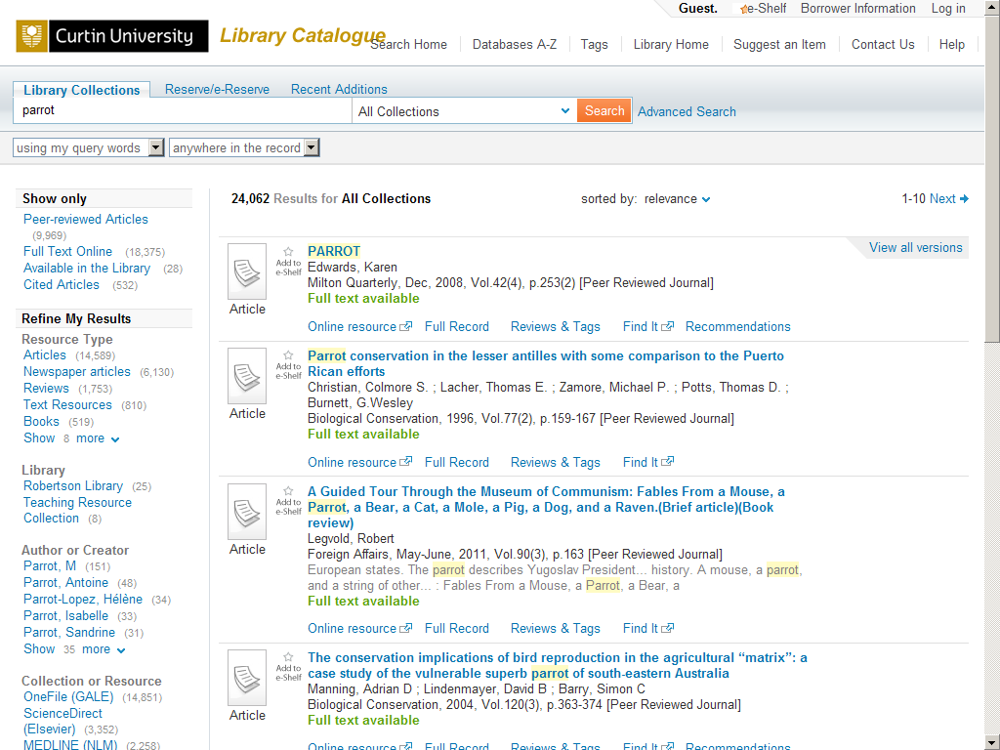 Guest. e-Shelf Borrower Information Log in
Curtin University Library Catalogue
Search Home Databases A-Z Tags Library Home Suggest an Item Contact Us Help
Library Collections Reserve/e-Reserve Recent Additions
parrot All Collections Search Advanced Search
using my query words anywhere in the record
Show only
Peer-reviewed Articles
(9,969)
Full Text Online (18,375)
Available in the Library (28)
Cited Articles (532)
Refine My Results
Resource Type
Articles (14,589)
Newspaper articles (6,130)
Reviews (1,753)
Text Resources (810)
Books (519)
Show 8 more
Library
Robertson Library (25)
Teaching Resource
Collection (8)
Author or Creator
Parrot, M (151)
Parrot, Antoine (48)
Parrot-Lopez, Hélène (34)
Parrot, Isabelle (33)
Parrot, Sandrine (31)
Show 35 more
Collection or Resource
OneFile (GALE) (14,851)
ScienceDirect
(Elsevier) (3,352)
MEDLINE (NLM) (2,258)
24,062 Results for All Collections sorted by: relevance 1-10 Next
View all versions
Article
Add to
e-Shelf
PARROT
Edwards, Karen
Milton Quarterly, Dec, 2008, Vol.42(4), p.253(2) [Peer Reviewed Journal]
Full text available
Online resource Full Record Reviews & Tags Find It Recommendations
Article
Add to
e-Shelf
Parrot conservation in the lesser antilles with some comparison to the Puerto
Rican efforts
Christian, Colmore S. ; Lacher, Thomas E. ; Zamore, Michael P. ; Potts, Thomas D. ;
Burnett, G.Wesley
Biological Conservation, 1996, Vol.77(2), p.159-167 [Peer Reviewed Journal]
Full text available
Online resource Full Record Reviews & Tags Find It
Article
Add to
e-Shelf
A Guided Tour Through the Museum of Communism: Fables From a Mouse, a
Parrot, a Bear, a Cat, a Mole, a Pig, a Dog, and a Raven.(Brief article)(Book
review)
Legvold, Robert
Foreign Affairs, May-June, 2011, Vol.90(3), p.163 [Peer Reviewed Journal]
European states. The parrot describes Yugoslav President... history. A mouse, a parrot,
and a string of other... : Fables From a Mouse, a Parrot, a Bear, a
Full text available
Online resource Full Record Reviews & Tags Find It
Article
Add to
e-Shelf
The conservation implications of bird reproduction in the agricultural “matrix”: a
case study of the vulnerable superb parrot of south-eastern Australia
Manning, Adrian D ; Lindenmayer, David B ; Barry, Simon C
Biological Conservation, 2004, Vol.120(3), p.363-374 [Peer Reviewed Journal]
Full text available
Online resource Full Record Reviews & Tags Find It Recommendations